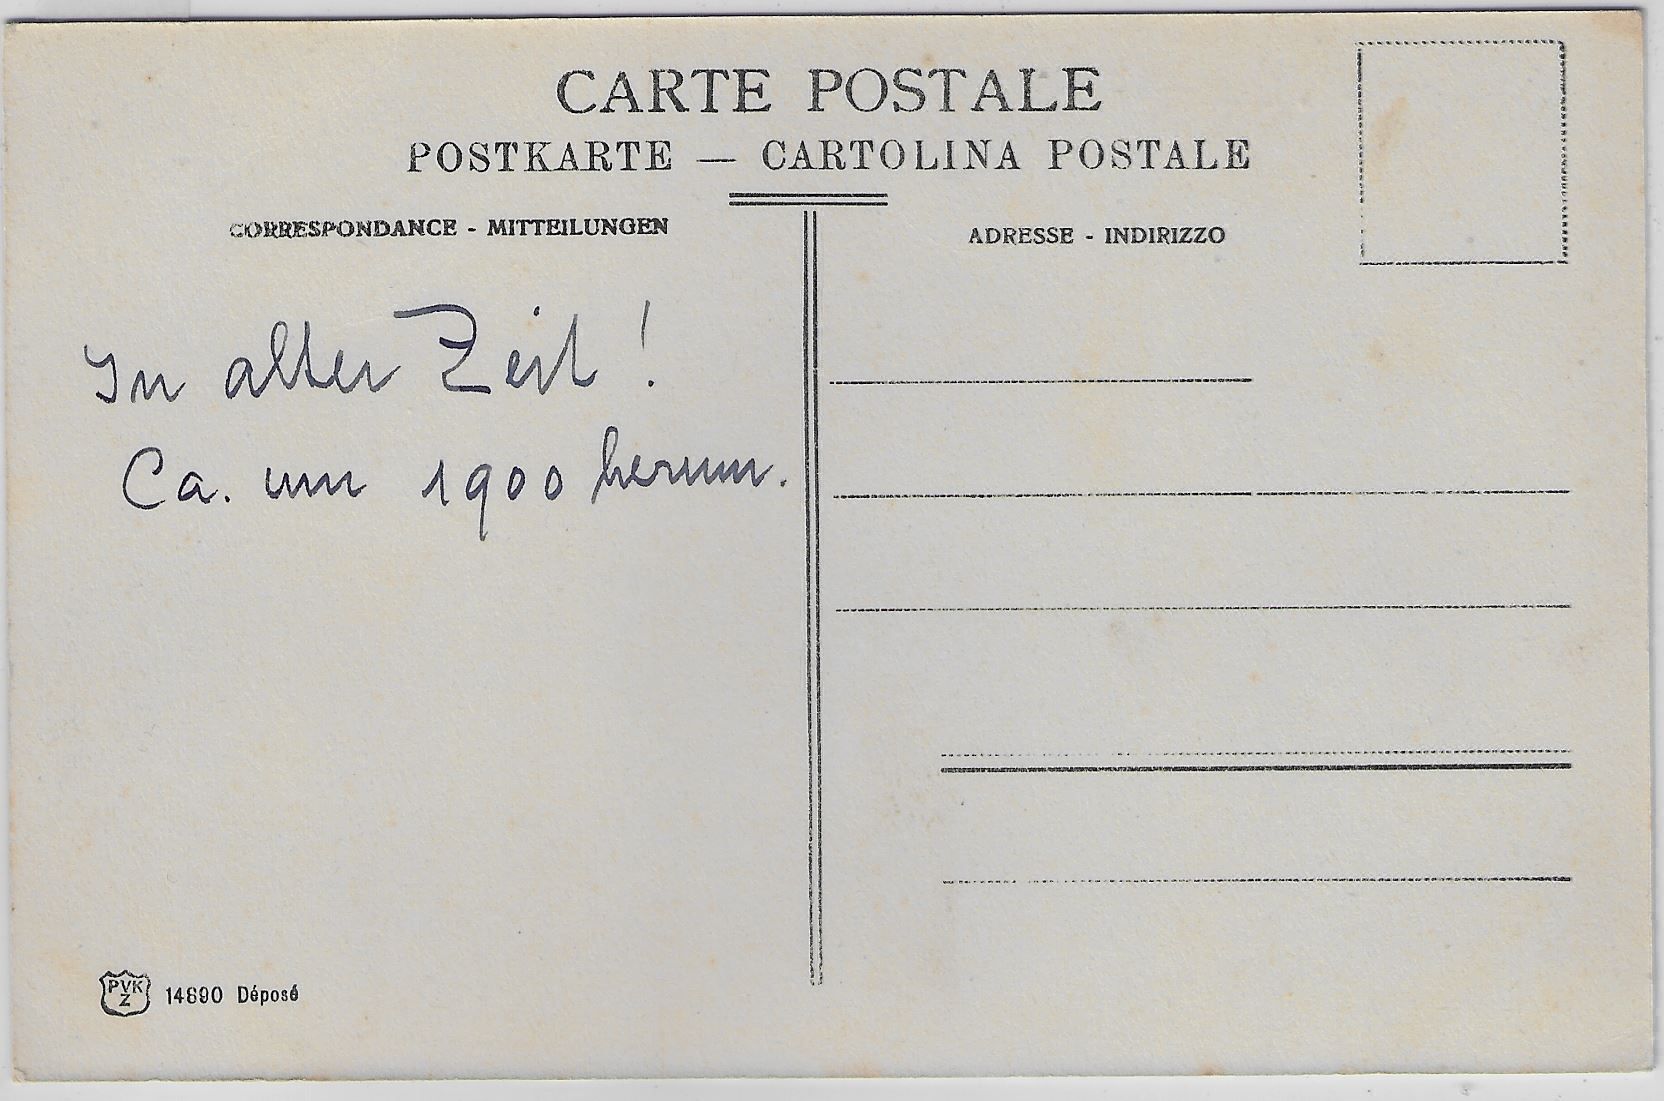 CARTE POSTALE
POSTKARTE — CARTOLINA POSTALE
CORRESPONDANCE - MITTEILUNGEN
ADRESSE - INDIRIZZO
In alter Zeit !
Ca. um 1900 herum.
PVK
Z
14890 Déposé